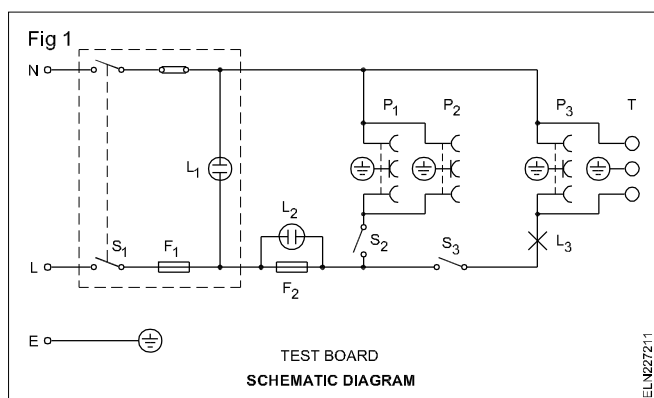 Fig 1
N
P1 P2 P3 T
L1
L2
S1 F1 S2 S3 L3
L
F2
E
TEST BOARD
SCHEMATIC DIAGRAM
ELN227211